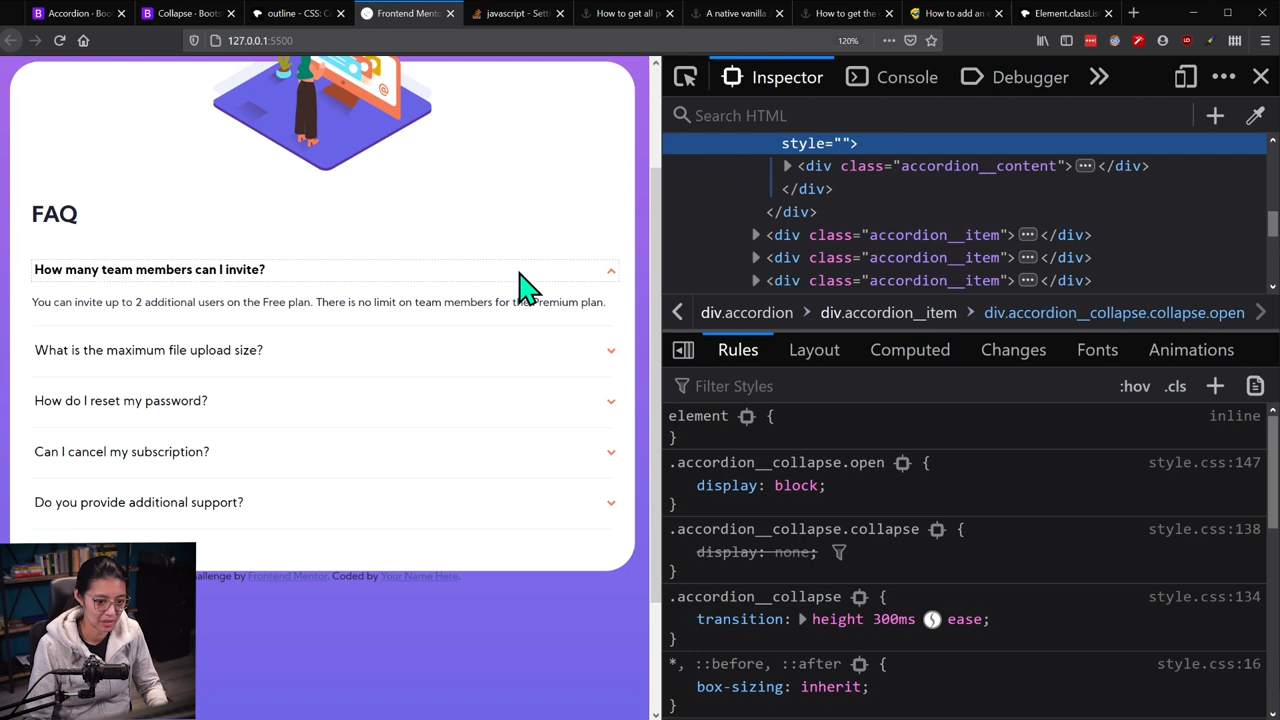 Accordion · Boo
Collapse · Boots
outline - CSS: Ca
Frontend Mento
javascript - Sett
How to get all p
A native vanilla
How to get the c
How to add an e
Element.classLis
127.0.0.1:5500
120%
FAQ
How many team members can I invite?
You can invite up to 2 additional users on the Free plan. There is no limit on team members for the Premium plan.
What is the maximum file upload size?
How do I reset my password?
Can I cancel my subscription?
Do you provide additional support?
allenge by Frontend Mentor. Coded by Your Name Here.
Inspector
Console
Debugger
Search HTML
style="">
<div class="accordion__content"> ... </div>
</div>
</div>
<div class="accordion__item"> ... </div>
<div class="accordion__item"> ... </div>
<div class="accordion__item"> ... </div>
div.accordion
div.accordion__item
div.accordion__collapse.collapse.open
Rules
Layout
Computed
Changes
Fonts
Animations
Filter Styles
:hov
.cls
element {
inline
}
.accordion__collapse.open {
style.css:147
display: block;
}
.accordion__collapse.collapse {
style.css:138
display: none;
}
.accordion__collapse {
style.css:134
transition: height 300ms ease;
}
*, ::before, ::after {
style.css:16
box-sizing: inherit;
}